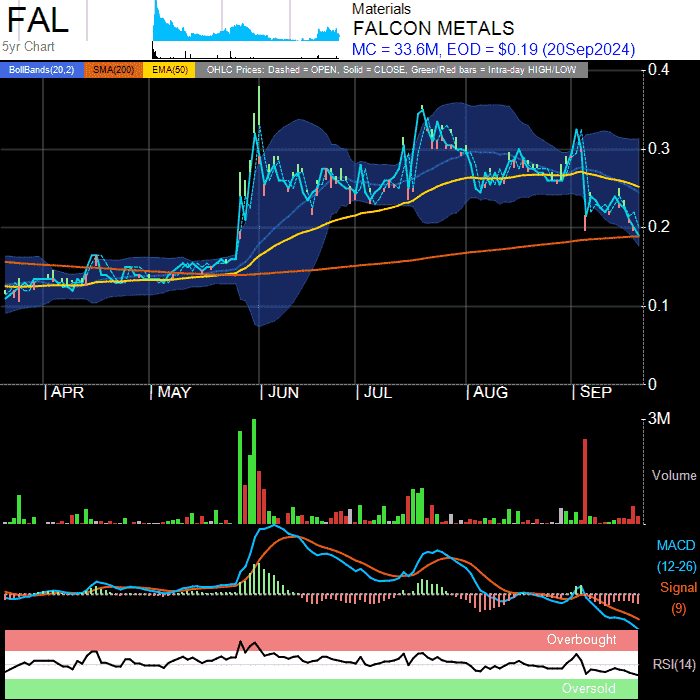 FAL
5yr Chart
Materials
FALCON METALS
MC = 33.6M, EOD = $0.19 (20Sep2024)
BollBands(20,2) SMA(200) EMA(50) OHLC Prices: Dashed = OPEN, Solid = CLOSE, Green/Red bars = Intra-day HIGH/LOW
0.4
0.3
0.2
0.1
0
APR MAY JUN JUL AUG SEP
3M
Volume
MACD
(12-26)
Signal
(9)
Overbought
RSI(14)
Oversold